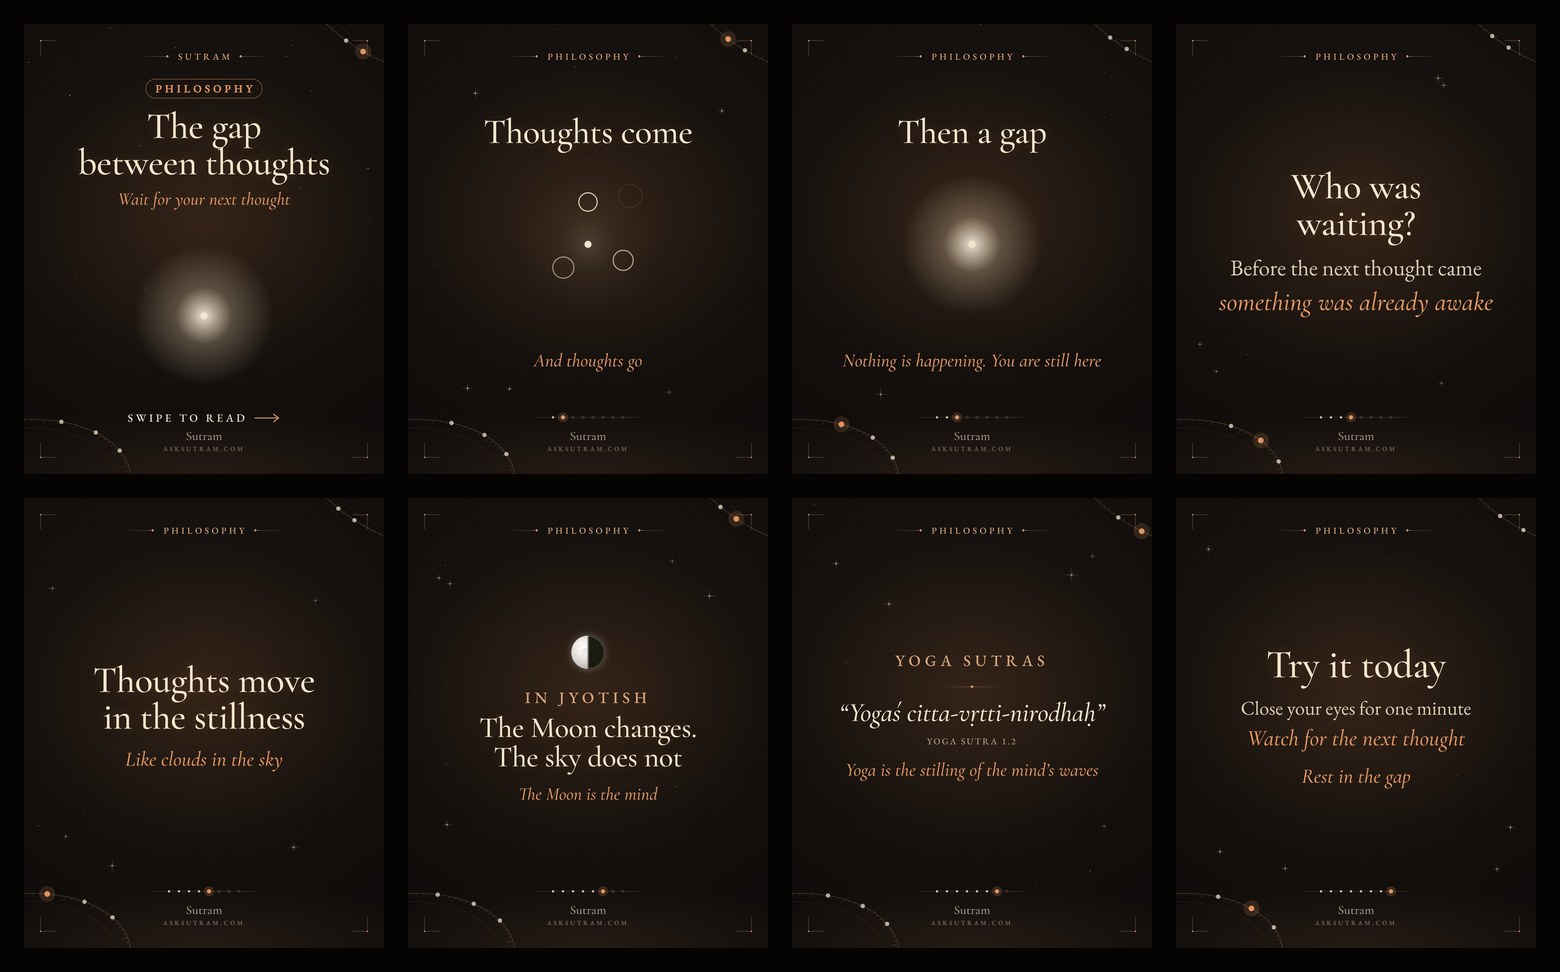 SUTRAM
PHILOSOPHY
The gap
between thoughts
Wait for your next thought
SWIPE TO READ
Sutram
ASKSUTRAM.COM
PHILOSOPHY
Thoughts come
And thoughts go
Sutram
ASKSUTRAM.COM
PHILOSOPHY
Then a gap
Nothing is happening. You are still here
Sutram
ASKSUTRAM.COM
PHILOSOPHY
Who was
waiting?
Before the next thought came
something was already awake
Sutram
ASKSUTRAM.COM
PHILOSOPHY
Thoughts move
in the stillness
Like clouds in the sky
Sutram
ASKSUTRAM.COM
PHILOSOPHY
IN JYOTISH
The Moon changes.
The sky does not
The Moon is the mind
Sutram
ASKSUTRAM.COM
PHILOSOPHY
YOGA SUTRAS
“Yogaś citta-vṛtti-nirodhaḥ”
YOGA SUTRA 1.2
Yoga is the stilling of the mind’s waves
Sutram
ASKSUTRAM.COM
PHILOSOPHY
Try it today
Close your eyes for one minute
Watch for the next thought
Rest in the gap
Sutram
ASKSUTRAM.COM